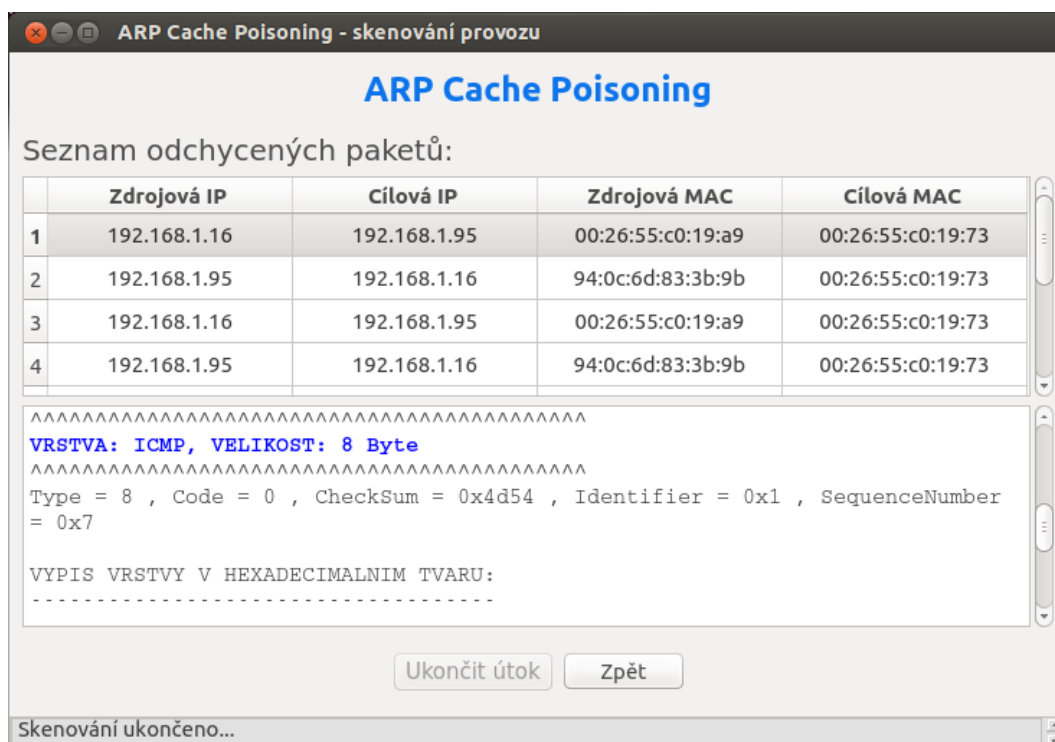 ARP Cache Poisoning - skenování provozu
ARP Cache Poisoning
Seznam odchycených paketů:
Zdrojová IP Cílová IP Zdrojová MAC Cílová MAC
1 192.168.1.16 192.168.1.95 00:26:55:c0:19:a9 00:26:55:c0:19:73
2 192.168.1.95 192.168.1.16 94:0c:6d:83:3b:9b 00:26:55:c0:19:73
3 192.168.1.16 192.168.1.95 00:26:55:c0:19:a9 00:26:55:c0:19:73
4 192.168.1.95 192.168.1.16 94:0c:6d:83:3b:9b 00:26:55:c0:19:73
^^^^^^^^^^^^^^^^^^^^^^^^^^^^^^^^^^^^^^^^^^^
VRSTVA: ICMP, VELIKOST: 8 Byte
^^^^^^^^^^^^^^^^^^^^^^^^^^^^^^^^^^^^^^^^^^^
Type = 8 , Code = 0 , CheckSum = 0x4d54 , Identifier = 0x1 , SequenceNumber
= 0x7
VYPIS VRSTVY V HEXADECIMALNIM TVARU:
------------------------------------
Ukončit útok Zpět
Skenování ukončeno...